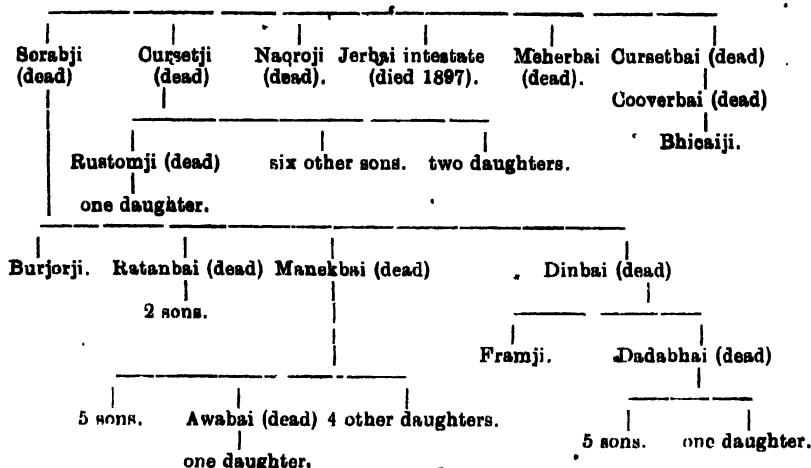 Sorabji Cursetji Naqroji Jerbai intestate Meherbai Cursetbai (dead)
(dead) (dead) (dead). (died 1897). (dead).
Cooverbai (dead)
Bhicaiji.
Rustomji (dead) six other sons. two daughters.
one daughter.
Burjorji. Ratanbai (dead) Manekbai (dead) Dinbai (dead)
2 sons.
Framji. Dadabhai (dead)
5 sons. Awabai (dead) 4 other daughters.
5 sons. one daughter.
one daughter.